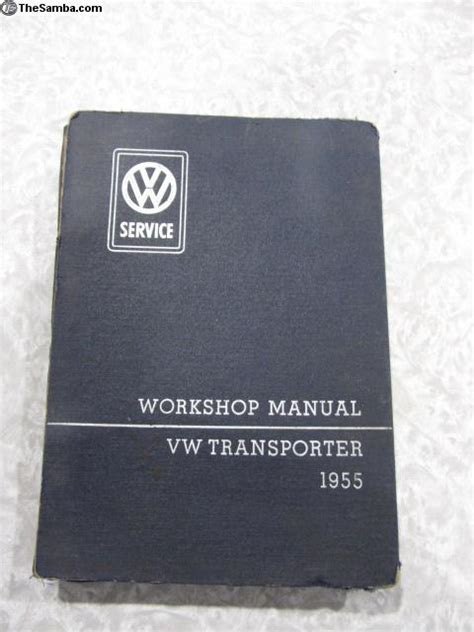 TheSamba.com
VW
SERVICE
WORKSHOP MANUAL
VW TRANSPORTER
1955